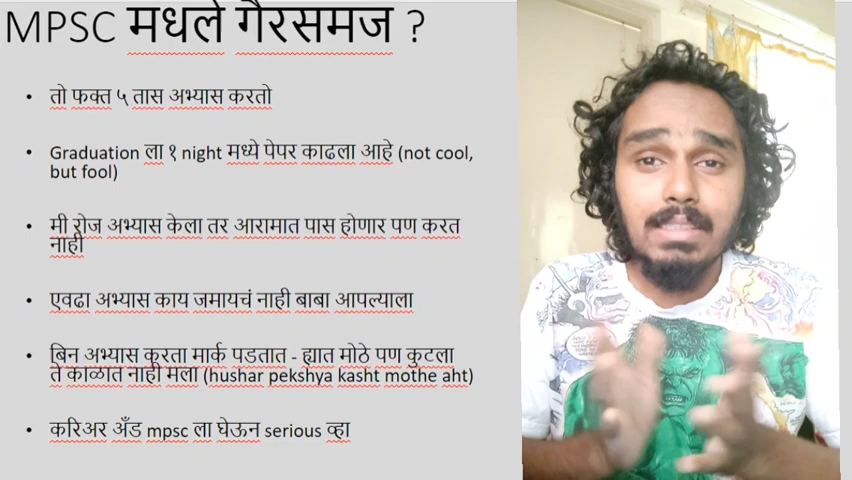 MPSC मधले गैरसमज ?
• तो फक्त ५ तास अभ्यास करतो
• Graduation ला १ night मध्ये पेपर काढला आहे (not cool,
but fool)
• मी रोज अभ्यास केला तर आरामात पास होणार पण करत
नाही
• एवढा अभ्यास काय जमायचं नाही बाबा आपल्याला
• बिन अभ्यास करता मार्क पडतात - ह्यात मोठे पण कुटला
ते काळात नाही मला (hushar pekshya kasht mothe aht)
• करिअर अँड mpsc ला घेऊन serious व्हा